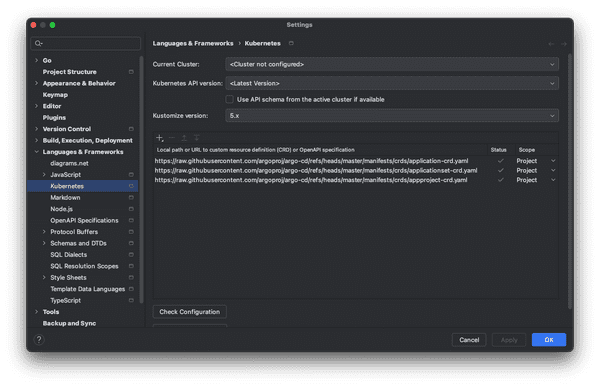 Settings
Languages & Frameworks › Kubernetes
Go
Project Structure
Appearance & Behavior
Keymap
Editor
Plugins
Version Control
Build, Execution, Deployment
Languages & Frameworks
diagrams.net
JavaScript
Kubernetes
Markdown
Node.js
OpenAPI Specifications
Protocol Buffers
Schemas and DTDs
SQL Dialects
SQL Resolution Scopes
Style Sheets
Template Data Languages
TypeScript
Tools
Backup and Sync
Current Cluster: <Cluster not configured>
Kubernetes API version: <Latest Version>
Use API schema from the active cluster if available
Kustomize version: 5.x
Local path or URL to custom resource definition (CRD) or OpenAPI specification Status Scope
https://raw.githubusercontent.com/argoproj/argo-cd/refs/heads/master/manifests/crds/application-crd.yaml Project
https://raw.githubusercontent.com/argoproj/argo-cd/refs/heads/master/manifests/crds/applicationset-crd.yaml Project
https://raw.githubusercontent.com/argoproj/argo-cd/refs/heads/master/manifests/crds/appproject-crd.yaml Project
Check Configuration
?
Cancel
Apply
OK